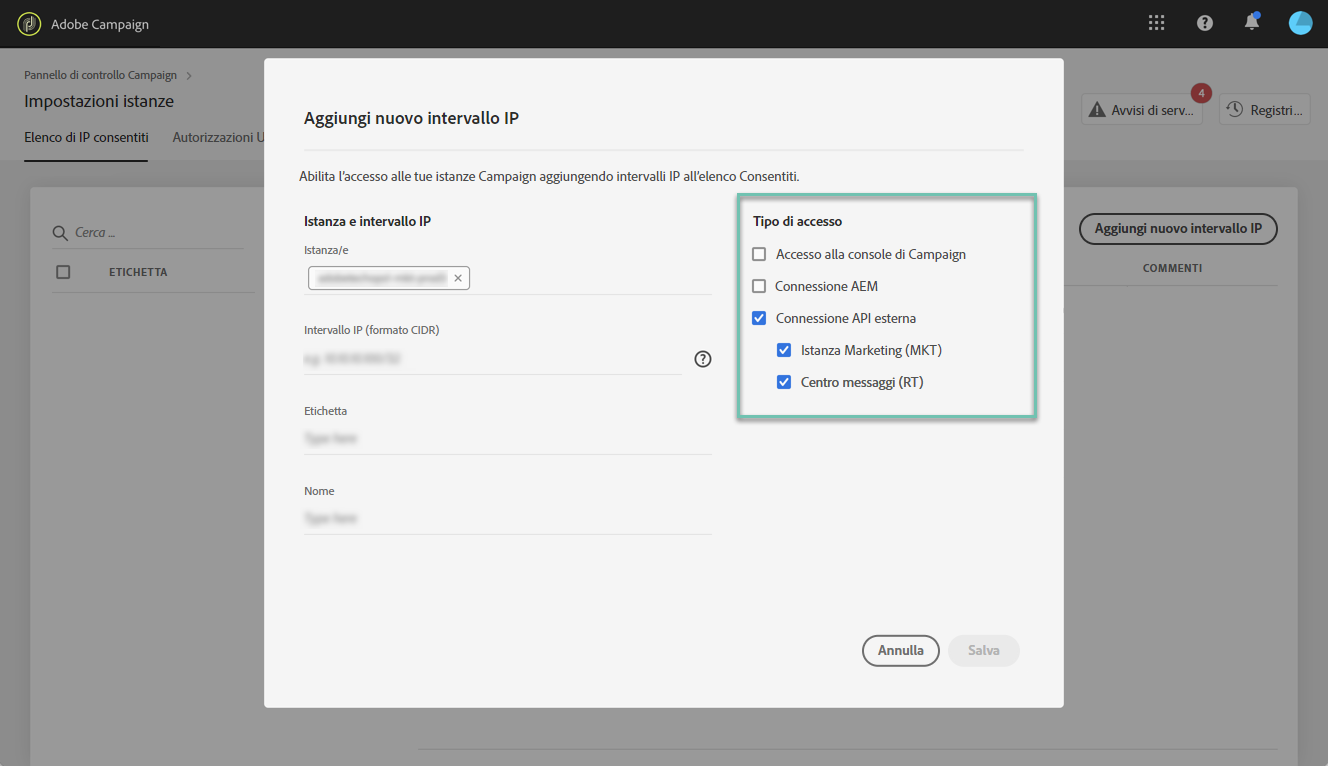 Adobe Campaign
Pannello di controllo Campaign
Impostazioni istanze
Elenco di IP consentiti
Autorizzazioni U
4
Avvisi di serv...
Registri...
Cerca ...
ETICHETTA
Aggiungi nuovo intervallo IP
COMMENTI
Aggiungi nuovo intervallo IP
Abilita l'accesso alle tue istanze Campaign aggiungendo intervalli IP all'elenco Consentiti.
Istanza e intervallo IP
Istanza/e
Intervallo IP (formato CIDR)
Etichetta
Type here
Nome
Type here
Tipo di accesso
Accesso alla console di Campaign
Connessione AEM
Connessione API esterna
Istanza Marketing (MKT)
Centro messaggi (RT)
Annulla
Salva